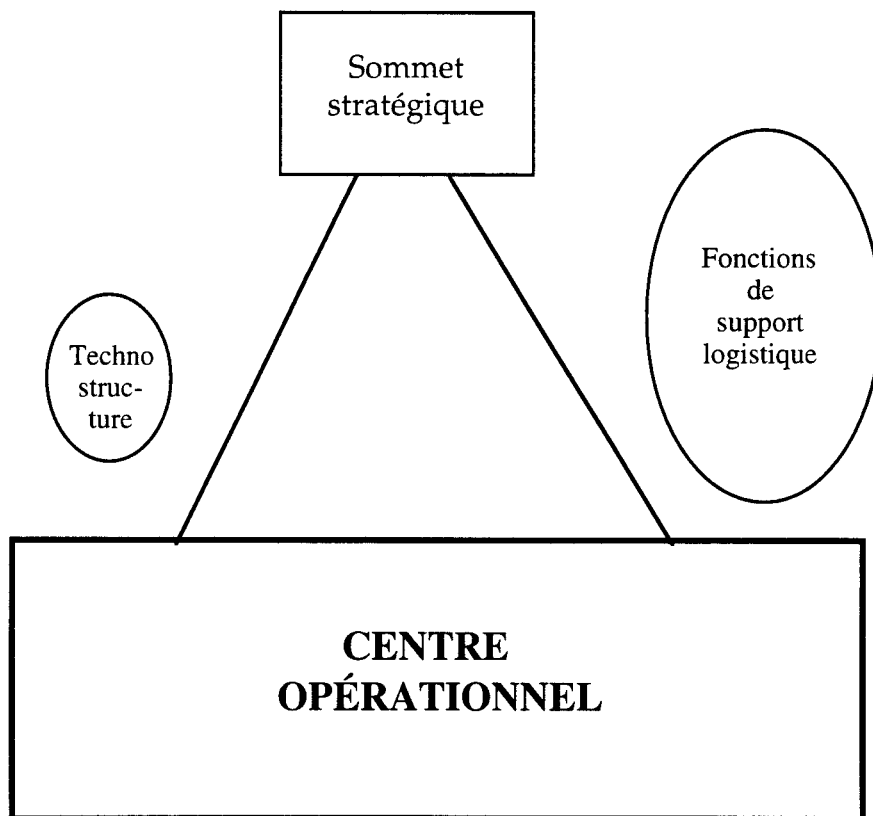 Sommet
stratégique
Fonctions
de
support
logistique
Techno
struc-
ture
CENTRE
OPÉRATIONNEL